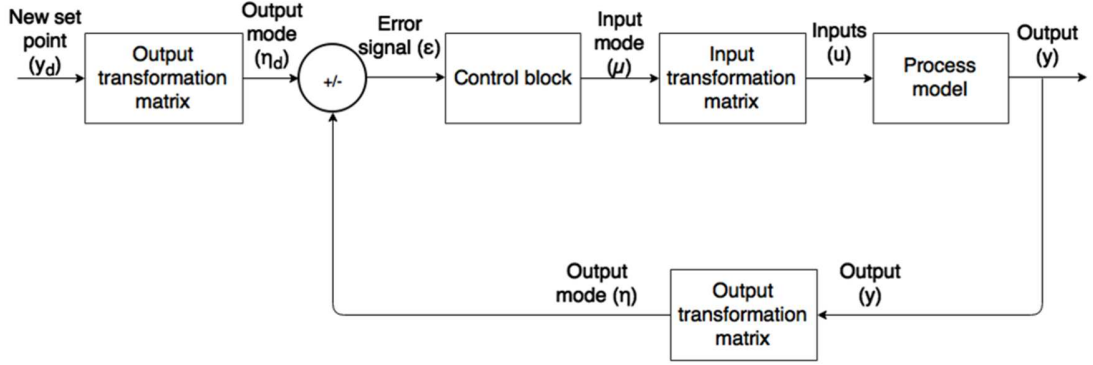 New set
point
(yd)
Output
transformation
matrix
Output
mode
(ηd)
+/-
Error
signal (ε)
Control block
Input
mode
(μ)
Input
transformation
matrix
Inputs
(u)
Process
model
Output
(y)
Output
mode (η)
Output
transformation
matrix
Output
(y)